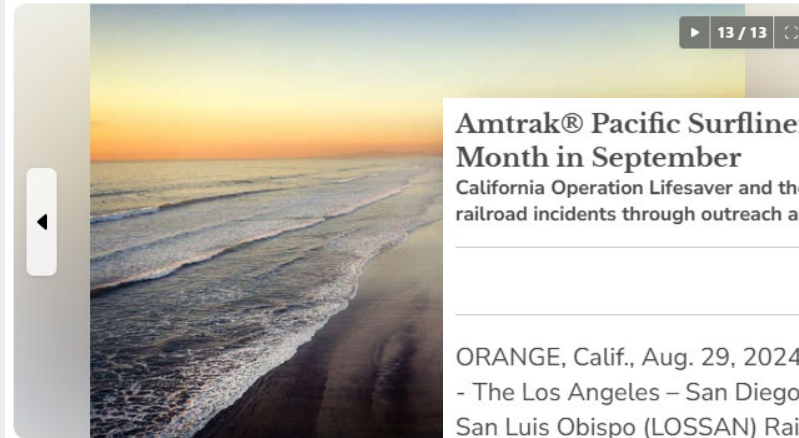 13 / 13
Amtrak® Pacific Surfline
Month in September
California Operation Lifesaver and the
railroad incidents through outreach a
ORANGE, Calif., Aug. 29, 2024
- The Los Angeles – San Diego
San Luis Obispo (LOSSAN) Rai